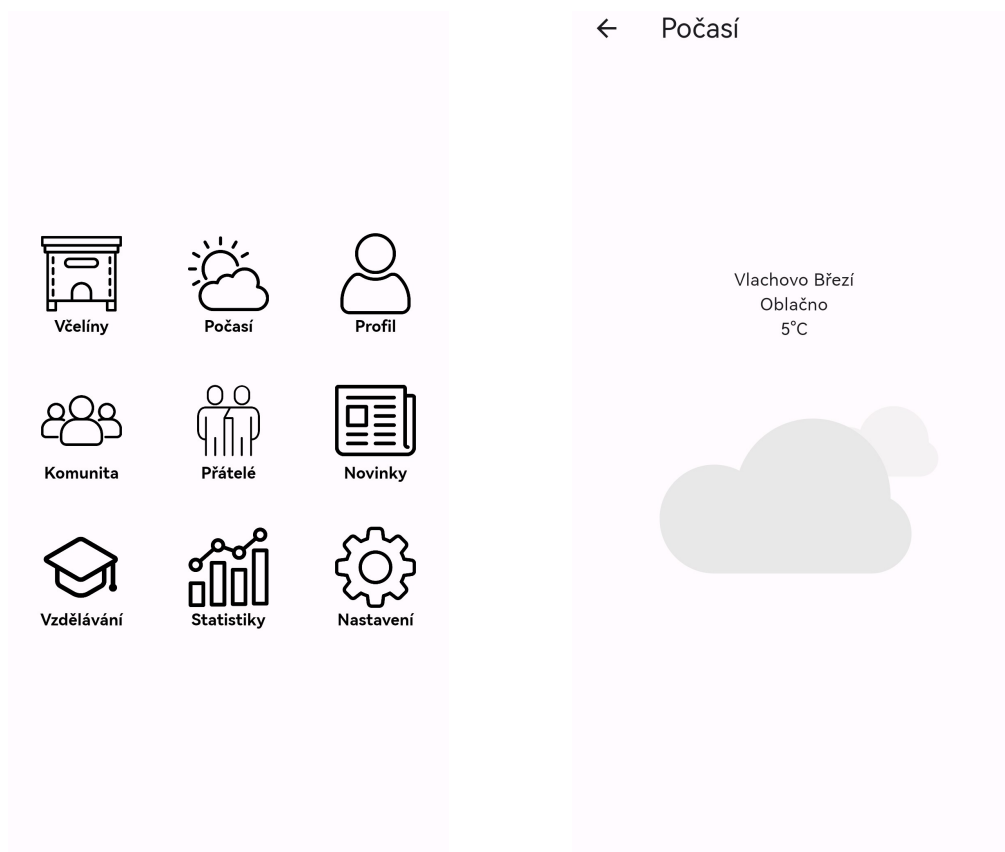 Včelíny
Počasí
Profil
Komunita
Přátelé
Novinky
Vzdělávání
Statistiky
Nastavení
Počasí
Vlachovo Březí
Oblačno
5°C